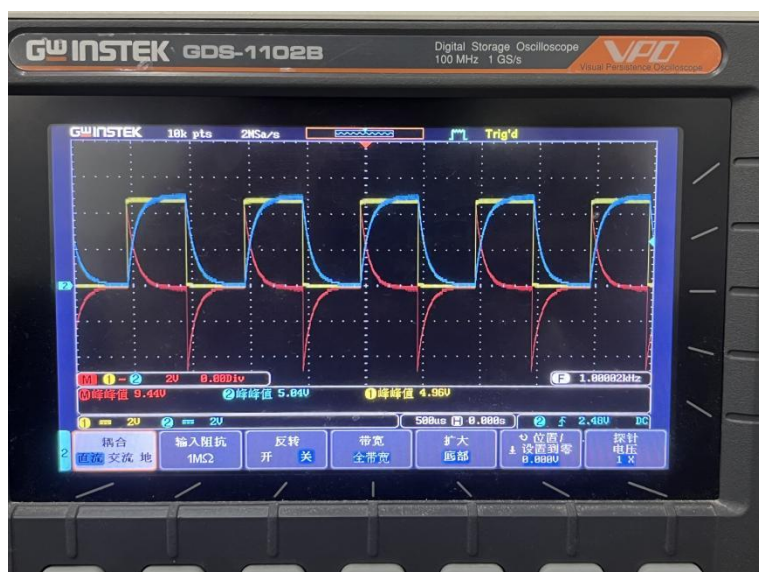 GWINSTEK GDS-1102B
Digital Storage Oscilloscope
100 MHz 1 GS/s
VPO
Visual Persistence Oscilloscope
GWINSTEK 10k pts 2MSa/s Trig'd
2
M 1 - 2 2V 0.00Div
F 1.00002kHz
M峰峰值 9.44V 2峰峰值 5.04V 1峰峰值 4.96V
1 2V 2 2V 500us H 0.000s 2 2.48V DC
2
耦合
直流 交流 地
输入阻抗
1MΩ
反转
开 关
带宽
全带宽
扩大
底部
位置/
设置到零
0.000V
探针
电压
1 X